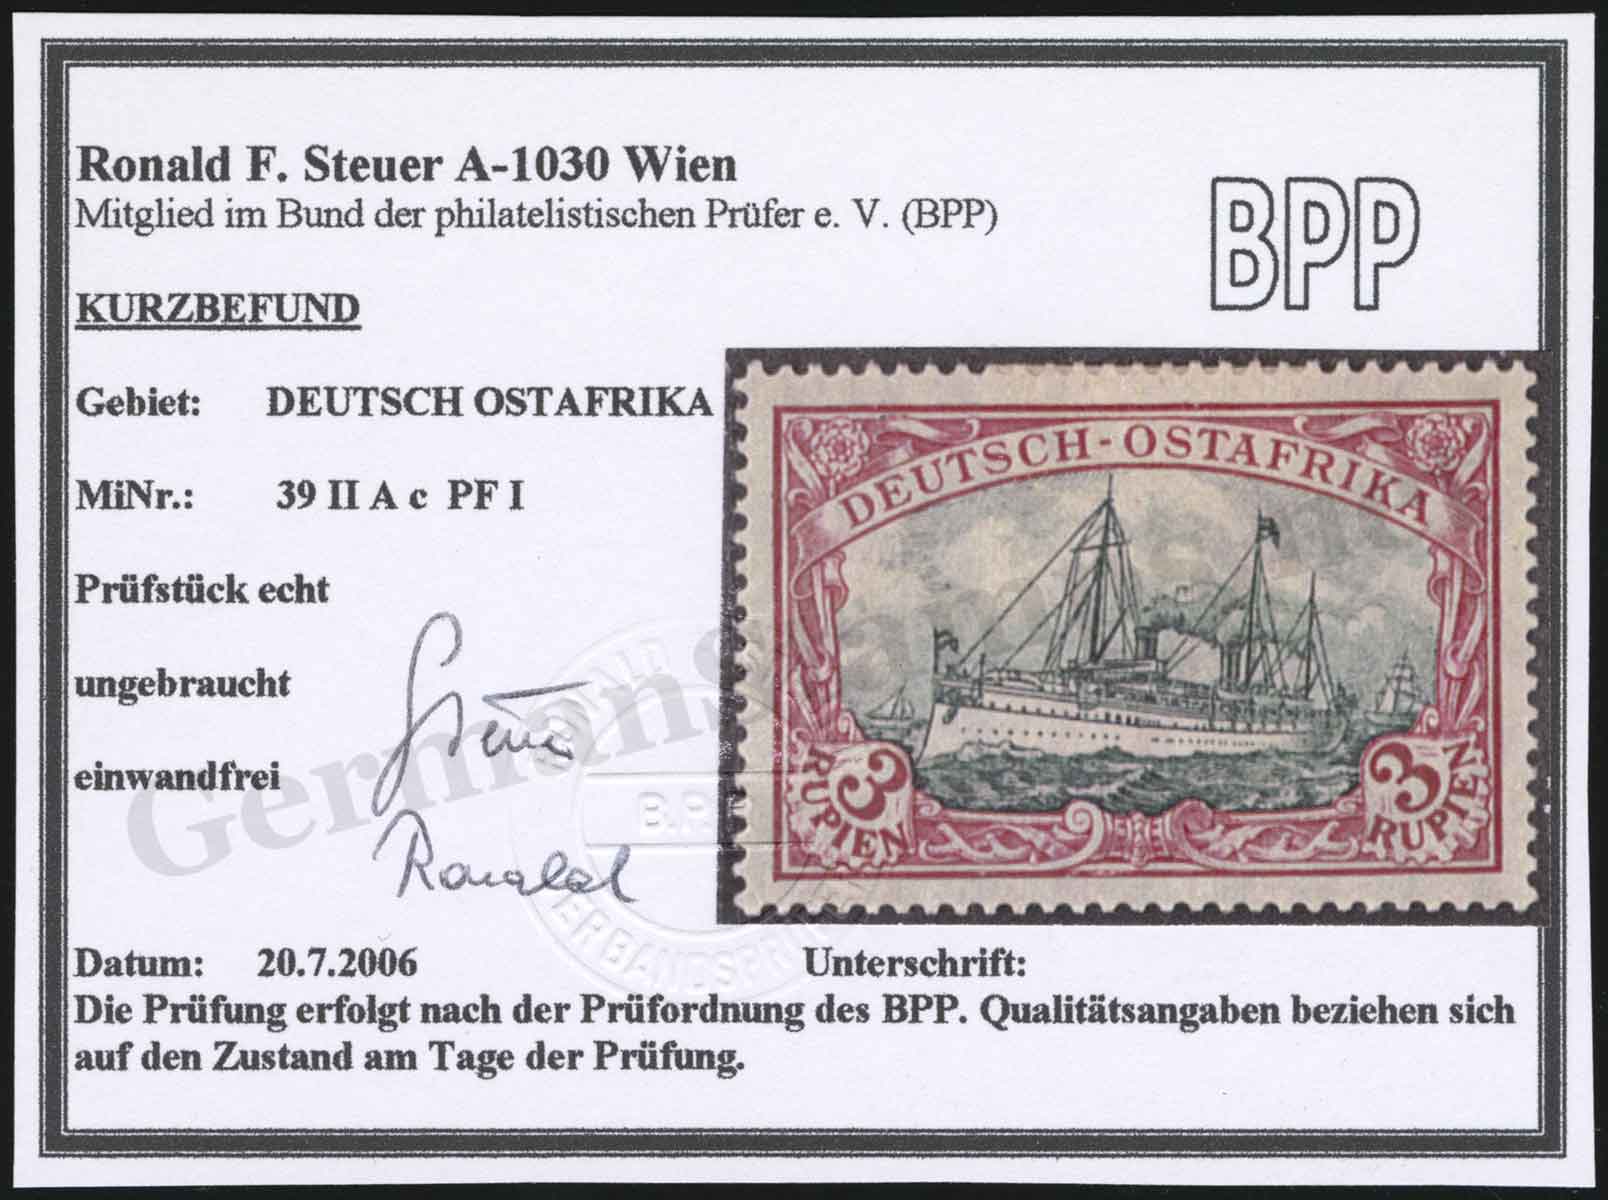 Ronald F. Steuer A-1030 Wien
Mitglied im Bund der philatelistischen Prüfer e. V. (BPP)
BPP
KURZBEFUND
Gebiet: DEUTSCH OSTAFRIKA
MiNr.: 39 II A c PF I
Prüfstück echt
ungebraucht
einwandfrei
DEUTSCH-OSTAFRIKA
3 RUPIEN
3 RUPIEN
Steuer
Ronald
Datum: 20.7.2006 Unterschrift:
Die Prüfung erfolgt nach der Prüfordnung des BPP. Qualitätsangaben beziehen sich
auf den Zustand am Tage der Prüfung.